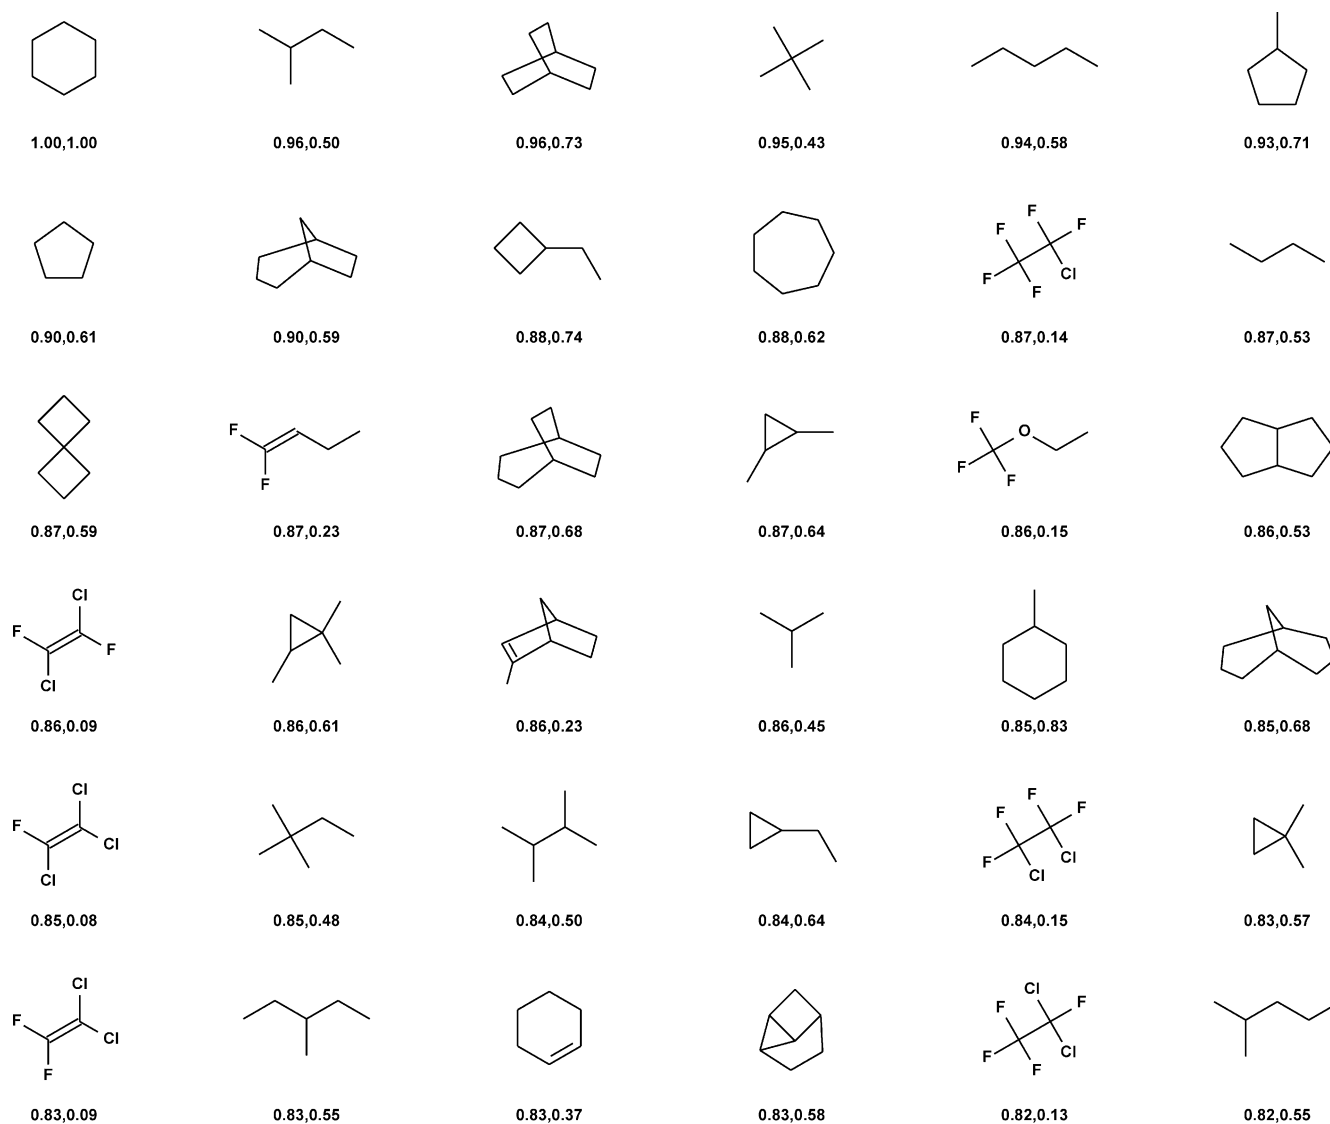 1.00,1.00 0.96,0.50 0.96,0.73 0.95,0.43 0.94,0.58 0.93,0.71
F F F F F Cl
0.90,0.61 0.90,0.59 0.88,0.74 0.88,0.62 0.87,0.14 0.87,0.53
F F F O F F
0.87,0.59 0.87,0.23 0.87,0.68 0.87,0.64 0.86,0.15 0.86,0.53
Cl F F Cl
0.86,0.09 0.86,0.61 0.86,0.23 0.86,0.45 0.85,0.83 0.85,0.68
Cl F Cl Cl F F F F Cl Cl
0.85,0.08 0.85,0.48 0.84,0.50 0.84,0.64 0.84,0.15 0.83,0.57
Cl F Cl F Cl F F F F Cl
0.83,0.09 0.83,0.55 0.83,0.37 0.83,0.58 0.82,0.13 0.82,0.55